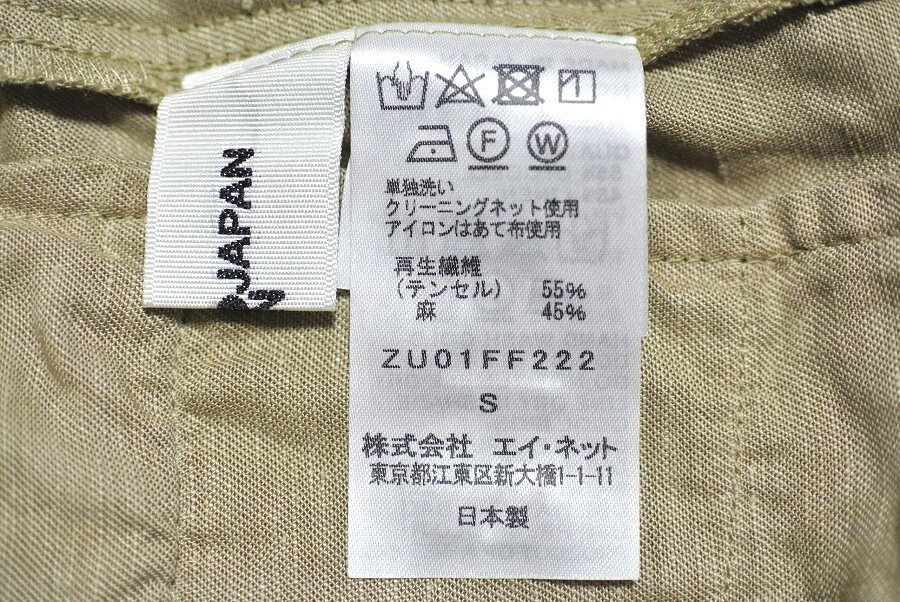 JAPAN
F
W
単独洗い
クリーニングネット使用
アイロンはあて布使用
再生繊維
(テンセル) 55%
麻 45%
ZU01FF222
S
株式会社 エイ・ネット
東京都江東区新大橋1-1-11
日本製